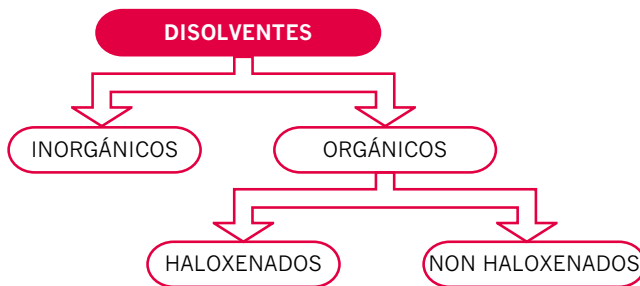 DISOLVENTES
INORGÁNICOS
ORGÁNICOS
HALOXENADOS
NON HALOXENADOS